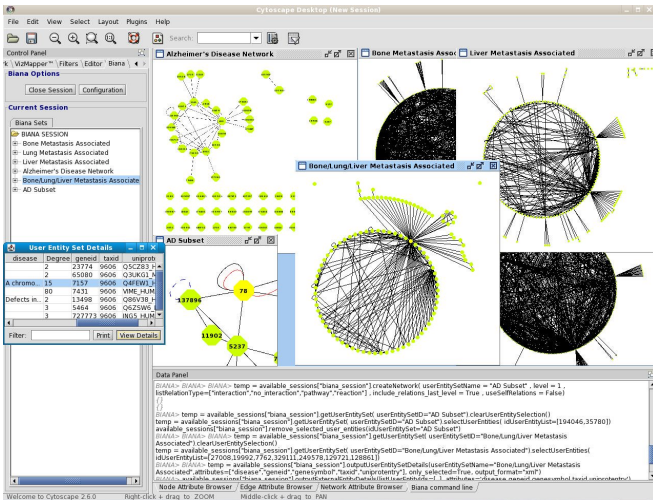 Cytoscape Desktop (New Session)
File Edit View Select Layout Plugins Help
Search:
Control Panel
rk \ VizMapper™ \ Filters \ Editor \ Biana \
Biana Options
Close Session Configuration
Current Session
Biana Sets
BIANA SESSION
Bone Metastasis Associated
Lung Metastasis Associated
Liver Metastasis Associated
Alzheimer's Disease Network
Bone/Lung/Liver Metastasis Associate
AD Subset
Alzheimer's Disease Network
Bone Metastasis Assoc
Liver Metastasis Associated
Bone/Lung/Liver Metastasis Associated
AD Subset
137896
78
11902
5237
User Entity Set Details
disease Degree geneid taxid uniprot
2 23774 9606 Q5CZ83_H
2 65080 9606 Q3UKG1_M
A chromo... 15 7157 9606 Q4FEW1_H
80 7431 9606 VIME_HUM
Defects in... 2 13498 9606 Q86V38_H
3 5464 9606 Q6ZSW6_
3 727773 9606 ING5_HUM
Filter: Print View Details
Data Panel
BIANA> BIANA> BIANA> temp = available_sessions["biana_session"].createNetwork( userEntitySetName = "AD Subset" , level = 1 ,
listRelationType=["interaction","no_interaction","pathway","reaction"] , include_relations_last_level = True , useSelfRelations = False)
{}
{}
BIANA> temp = available_sessions["biana_session"].getUserEntitySet( userEntitySetID="AD Subset").clearUserEntitySelection()
temp = available_sessions["biana_session"].getUserEntitySet( userEntitySetID="AD Subset").selectUserEntities( idUserEntityList=[194046,35780])
available_sessions["biana_session"].remove_selected_user_entities(idUserEntitySet="AD Subset")
BIANA> BIANA> BIANA> temp = available_sessions["biana_session"].getUserEntitySet( userEntitySetID="Bone/Lung/Liver Metastasis
Associated").clearUserEntitySelection()
temp = available_sessions["biana_session"].getUserEntitySet( userEntitySetID="Bone/Lung/Liver Metastasis Associated").selectUserEntities(
idUserEntityList=[27008,19902,7762,329111,249578,129721,128861])
BIANA> available_sessions["biana_session"].outputUserEntitySetDetails(userEntitySetName="Bone/Lung/Liver Metastasis
Associated",attributes=["disease","geneid","genesymbol","taxid","uniprotentry"], only_selected=True, output_format="xml")
Node Attribute Browser Edge Attribute Browser Network Attribute Browser Biana command line
Welcome to Cytoscape 2.6.0 Right-click + drag to ZOOM Middle-click + drag to PAN